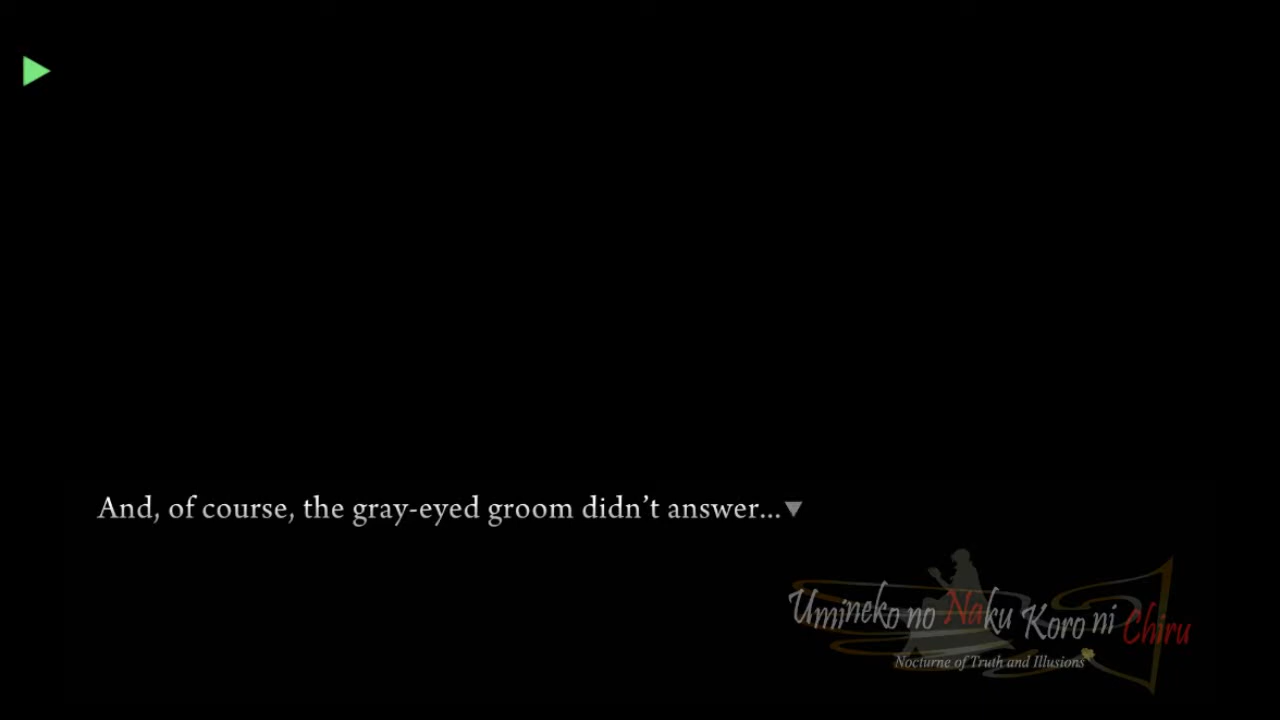 And, of course, the gray-eyed groom didn’t answer...
Umineko no Naku Koro ni Chiru
Nocturne of Truth and Illusions